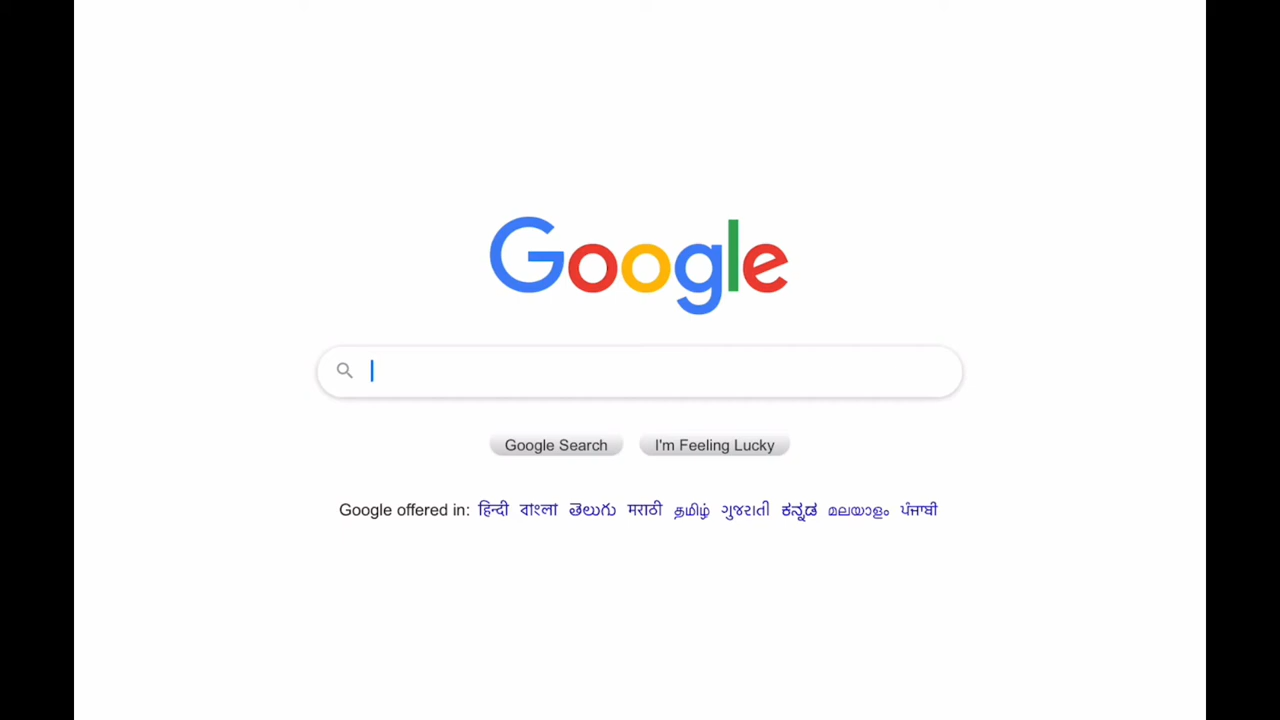 Google
Google Search I'm Feeling Lucky
Google offered in: हिन्दी বাংলা తెలుగు मराठी தமிழ் ગુજરાતી ಕನ್ನಡ മലയാളം ਪੰਜਾਬੀ